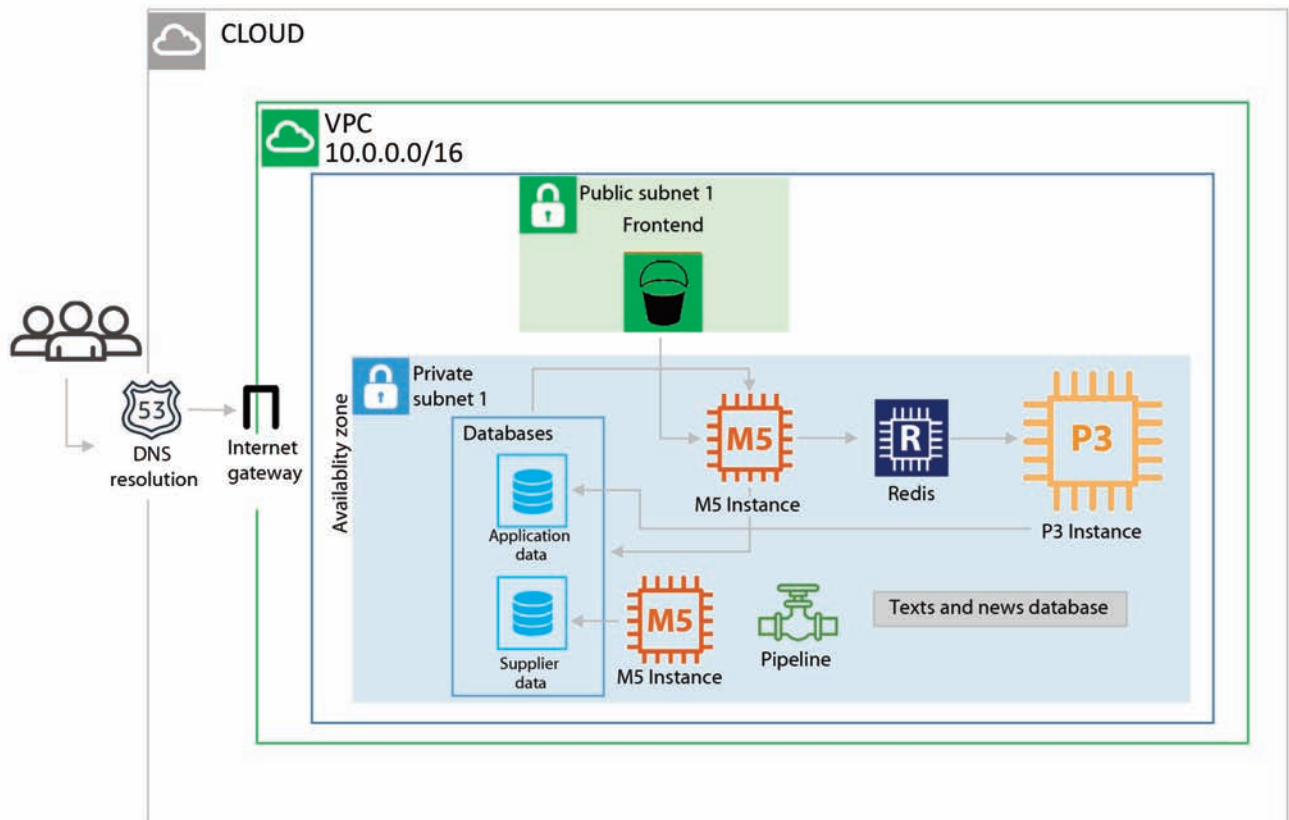 CLOUD
VPC
10.0.0.0/16
Public subnet 1
Frontend
Private
subnet 1
53
DNS
resolution
Internet
gateway
Availablity zone
Databases
M5
M5 Instance
R
Redis
P3
P3 Instance
Application
data
Supplier
data
M5
M5 Instance
Pipeline
Texts and news database